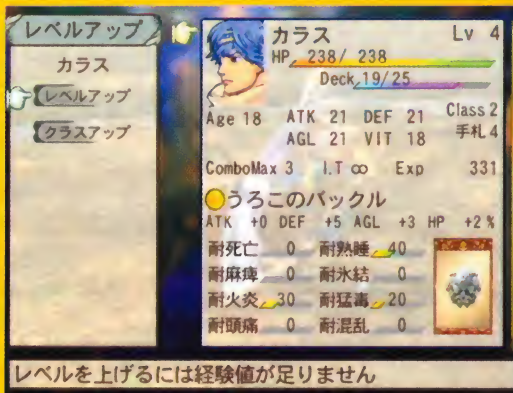 レベルアップ
カラス
レベルアップ
クラスアップ
カラス Lv 4
HP 238/ 238
Deck 19/25
Age 18 ATK 21 DEF 21 Class 2
AGL 21 VIT 18 手札 4
ComboMax 3 I.T ∞ Exp 331
うろこのバックル
ATK +0 DEF +5 AGL +3 HP +2 %
耐死亡 0 耐熟睡 40
耐麻痺 0 耐氷結 0
耐火炎 30 耐猛毒 20
耐頭痛 0 耐混乱 0
レベルを上げるには経験値が足りません